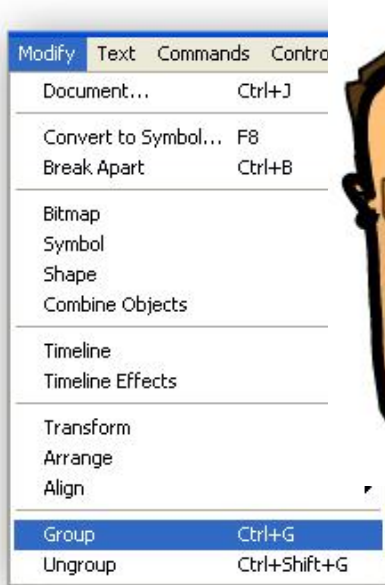 Modify Text Commands Contro
Document... Ctrl+J
Convert to Symbol... F8
Break Apart Ctrl+B
Bitmap
Symbol
Shape
Combine Objects
Timeline
Timeline Effects
Transform
Arrange
Align
Group Ctrl+G
Ungroup Ctrl+Shift+G